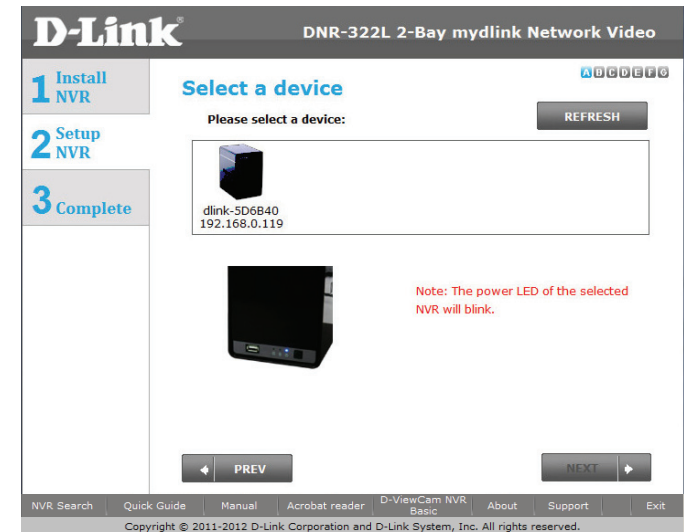 D-Link®
DNR-322L 2-Bay mydlink Network Video
1 Install
NVR
2 Setup
NVR
3 Complete
A B C D E F G
Select a device
Please select a device:
REFRESH
dlink-5D6B40
192.168.0.119
Note: The power LED of the selected
NVR will blink.
PREV
NEXT
NVR Search
Quick Guide
Manual
Acrobat reader
D-ViewCam NVR
Basic
About
Support
Exit
Copyright © 2011-2012 D-Link Corporation and D-Link System, Inc. All rights reserved.